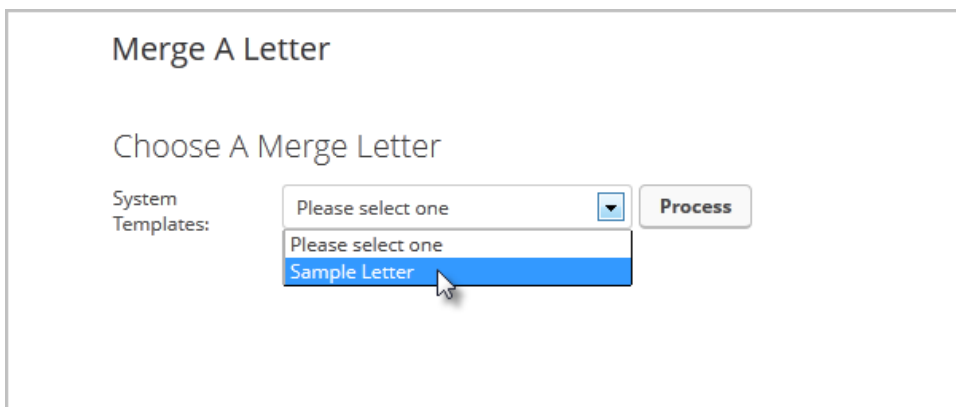 Merge A Letter
Choose A Merge Letter
System
Templates:
Please select one
Process
Please select one
Sample Letter